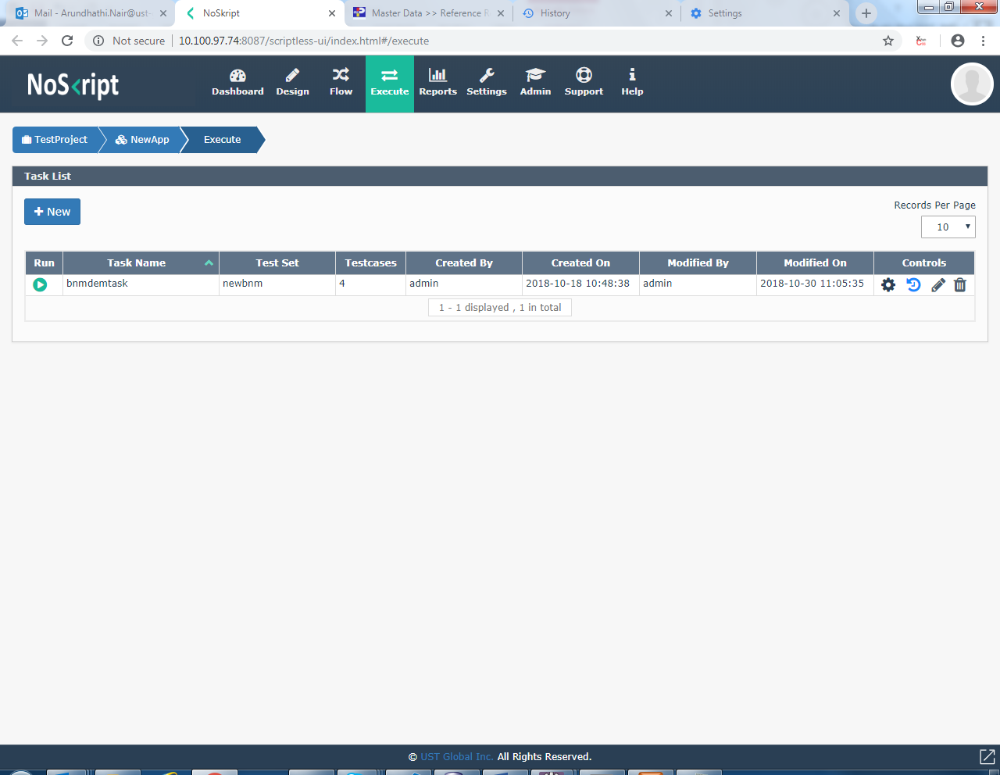 Mail - Arundhathi.Nair@ust-
NoSkript
Master Data >> Reference R
History
Settings
Not secure
10.100.97.74:8087/scriptless-ui/index.html#/execute
NoSkript
Dashboard
Design
Flow
Execute
Reports
Settings
Admin
Support
Help
TestProject
NewApp
Execute
Task List
+ New
Records Per Page
10
Run Task Name Test Set Testcases Created By Created On Modified By Modified On Controls
bnmdemtask newbnm 4 admin 2018-10-18 10:48:38 admin 2018-10-30 11:05:35
1 - 1 displayed , 1 in total
© UST Global Inc. All Rights Reserved.